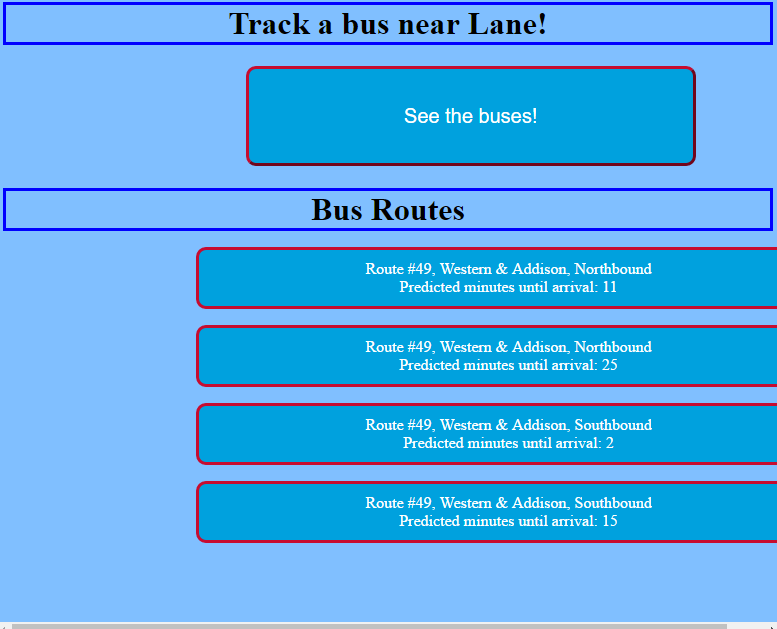 Track a bus near Lane!
See the buses!
Bus Routes
Route #49, Western & Addison, Northbound
Predicted minutes until arrival: 11
Route #49, Western & Addison, Northbound
Predicted minutes until arrival: 25
Route #49, Western & Addison, Southbound
Predicted minutes until arrival: 2
Route #49, Western & Addison, Southbound
Predicted minutes until arrival: 15